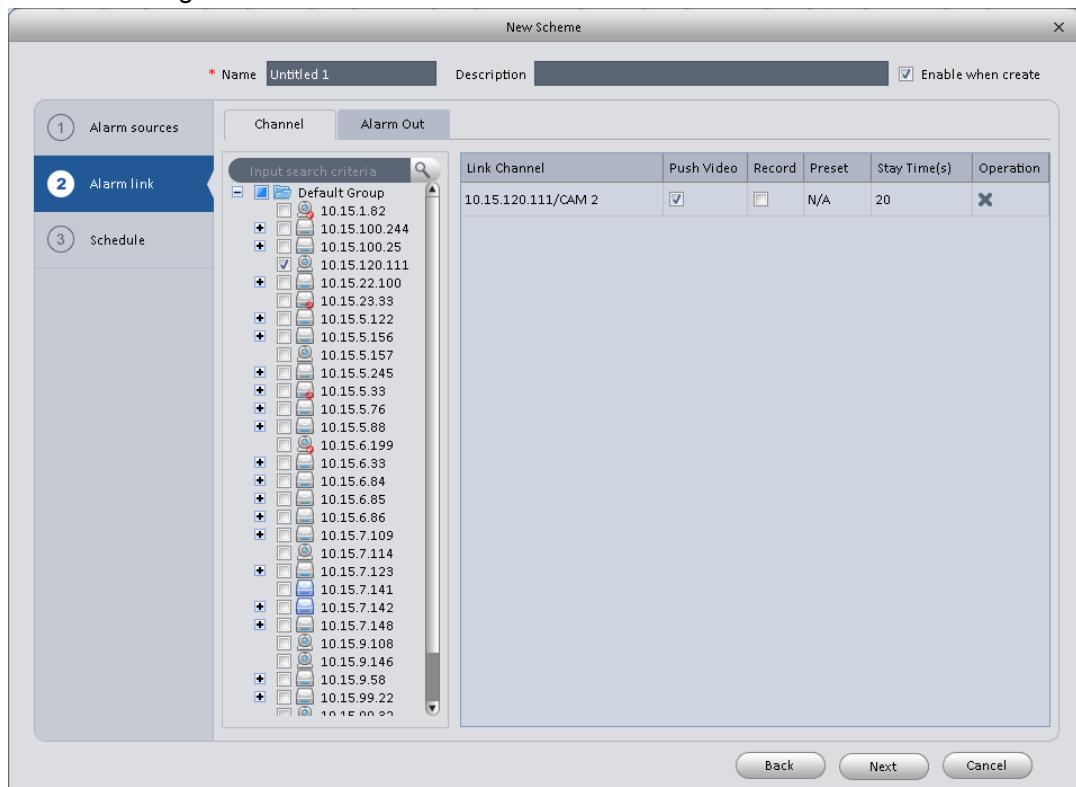 New Scheme
* Name Untitled 1 Description Enable when create
1 Alarm sources
2 Alarm link
3 Schedule
Channel Alarm Out
Input search criteria
Default Group
10.15.1.82
10.15.100.244
10.15.100.25
10.15.120.111
10.15.22.100
10.15.23.33
10.15.5.122
10.15.5.156
10.15.5.157
10.15.5.245
10.15.5.33
10.15.5.76
10.15.5.88
10.15.6.199
10.15.6.33
10.15.6.84
10.15.6.85
10.15.6.86
10.15.7.109
10.15.7.114
10.15.7.123
10.15.7.141
10.15.7.142
10.15.7.148
10.15.9.108
10.15.9.146
10.15.9.58
10.15.99.22
Link Channel Push Video Record Preset Stay Time(s) Operation
10.15.120.111/CAM 2 N/A 20
Back Next Cancel